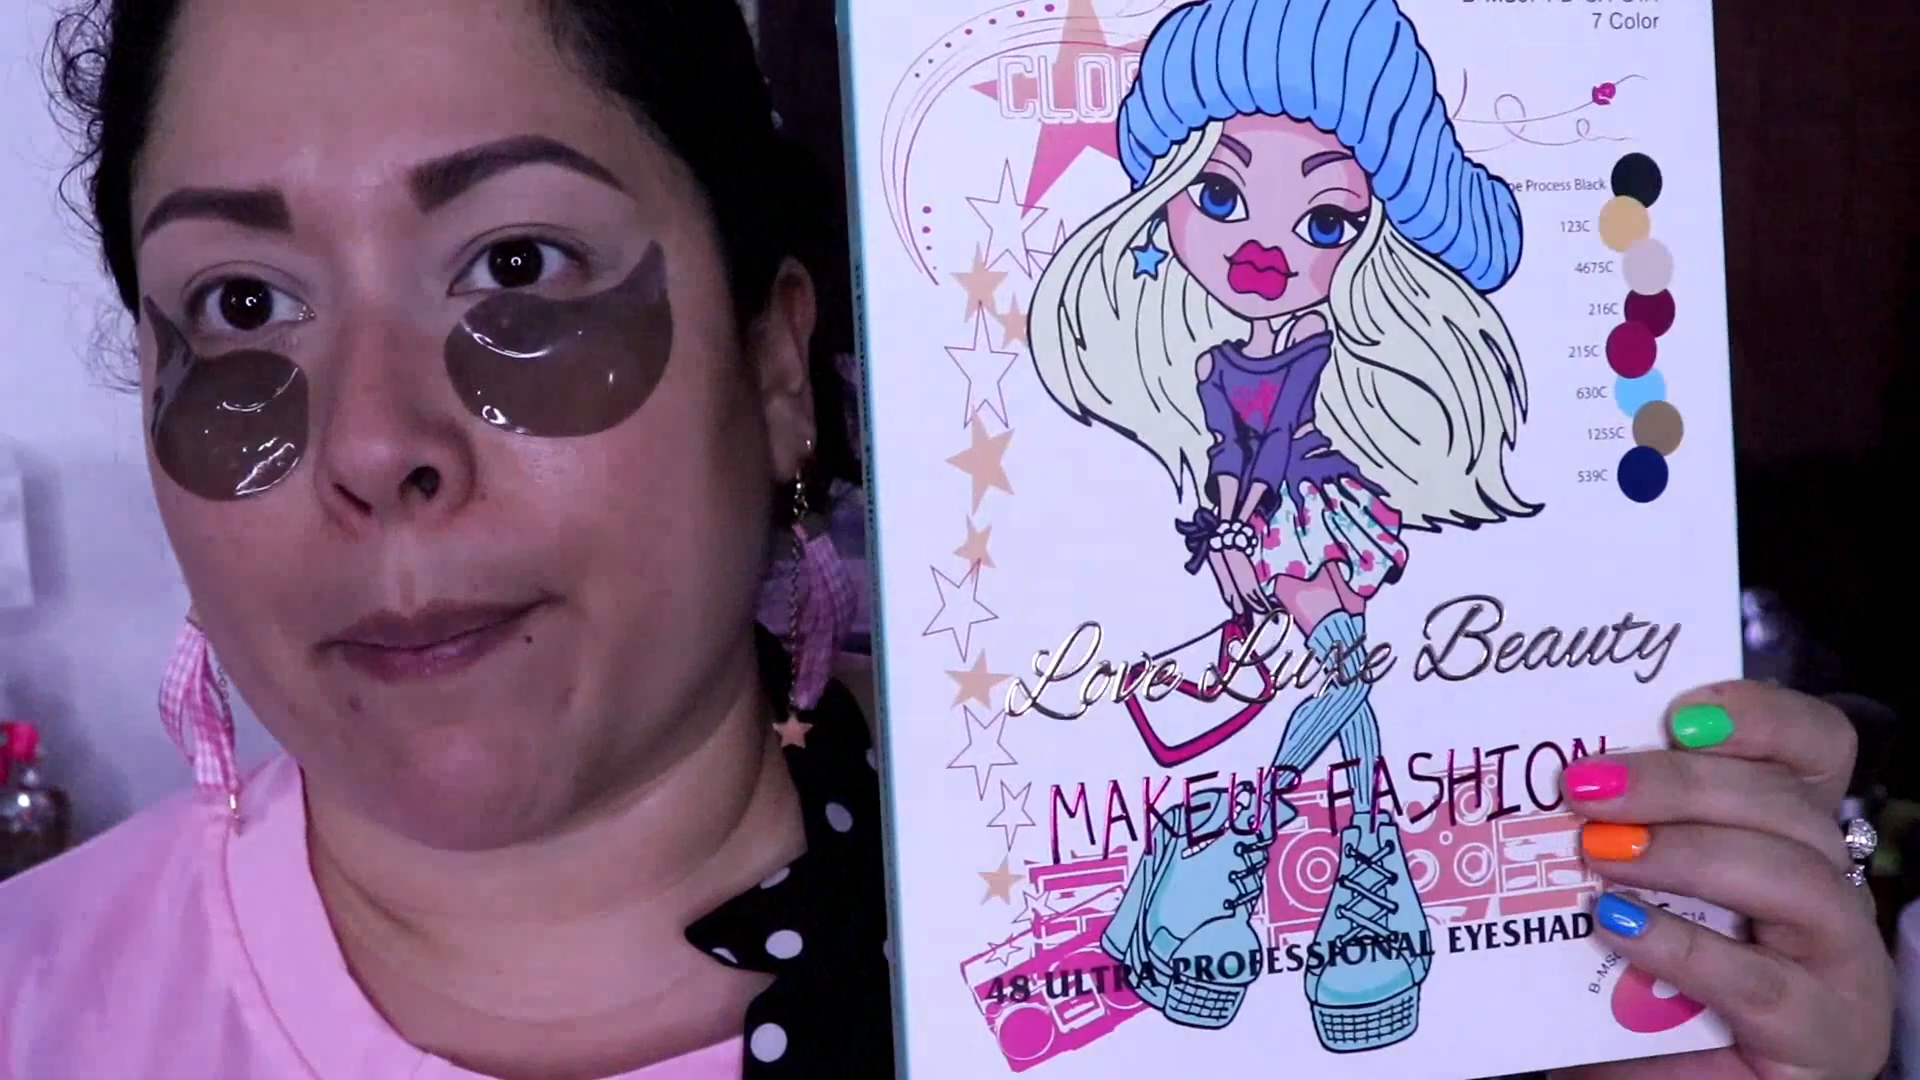 7 Color
CLO
Process Black
123C
4675C
216C
215C
630C
1255C
539C
Love Luxe Beauty
MAKEUP FASHION
48 ULTRA PROFESSIONAL EYESHAD